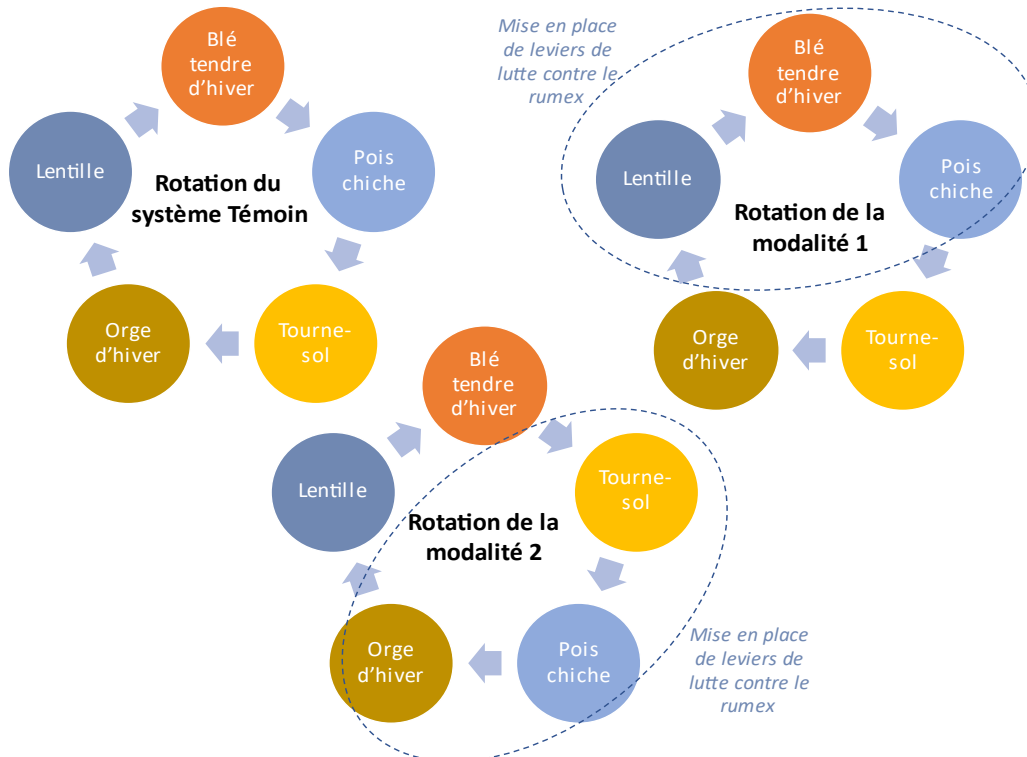 Blé
tendre
d'hiver
Lentille
Pois
chiche
Rotation du
système Témoin
Orge
d'hiver
Tourne-
sol
Mise en place
de leviers de
lutte contre le
rumex
Blé
tendre
d'hiver
Lentille
Pois
chiche
Rotation de la
modalité 1
Orge
d'hiver
Tourne-
sol
Blé
tendre
d'hiver
Lentille
Tourne-
sol
Rotation de la
modalité 2
Orge
d'hiver
Pois
chiche
Mise en place
de leviers de
lutte contre le
rumex